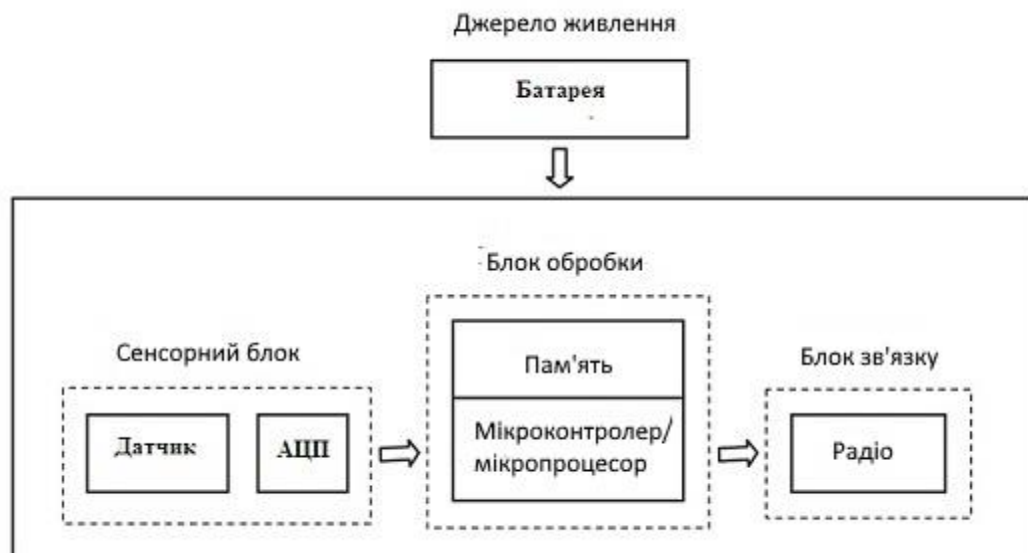 Джерело живлення
Батарея
Блок обробки
Сенсорний блок
Пам'ять
Блок зв'язку
Датчик
АЦП
Мікроконтролер/
мікропроцесор
Радіо